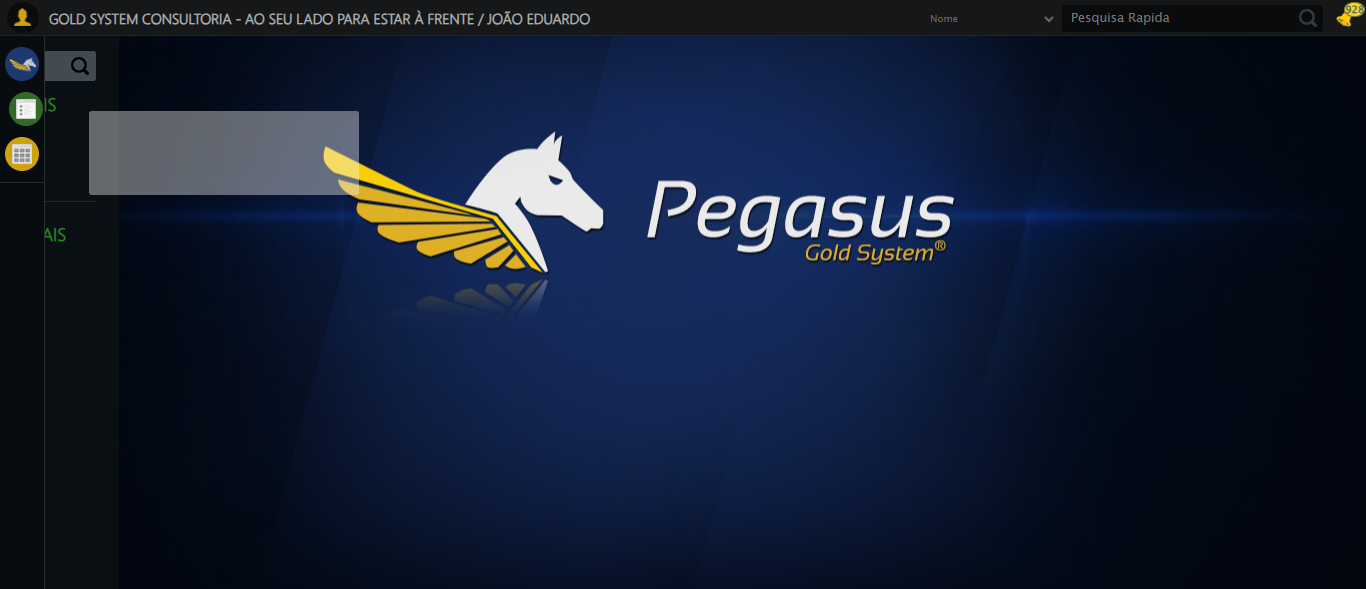 GOLD SYSTEM CONSULTORIA - AO SEU LADO PARA ESTAR À FRENTE / JOÃO EDUARDO
Nome
Pesquisa Rapida
928
IS
AIS
Pegasus
Gold System®